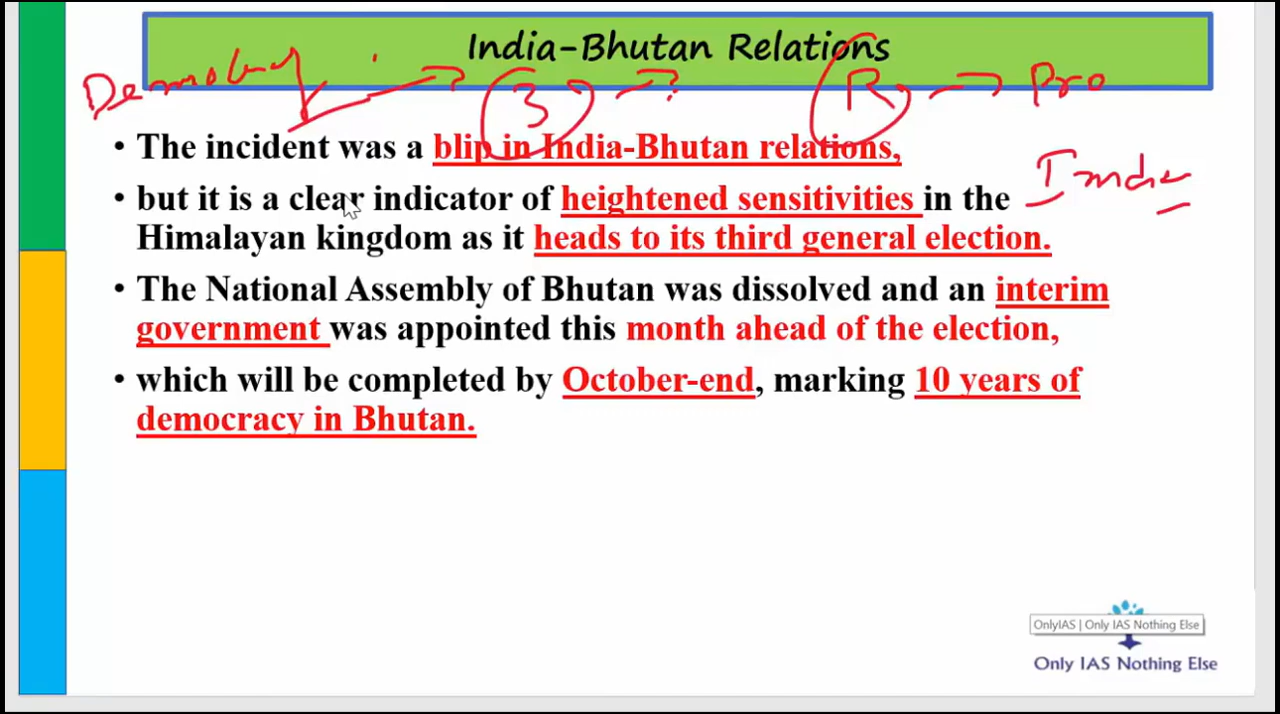 India-Bhutan Relations
Democracy → 3 → ? R → Pro
India
• The incident was a blip in India-Bhutan relations,
• but it is a clear indicator of heightened sensitivities in the
Himalayan kingdom as it heads to its third general election.
• The National Assembly of Bhutan was dissolved and an interim
government was appointed this month ahead of the election,
• which will be completed by October-end, marking 10 years of
democracy in Bhutan.
OnlyIAS | Only IAS Nothing Else
Only IAS Nothing Else